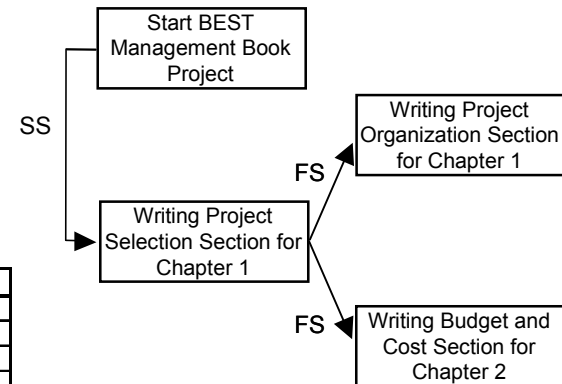 Start BEST
Management Book
Project
SS
Writing Project
Organization Section
for Chapter 1
FS
Writing Project
Selection Section for
Chapter 1
FS
Writing Budget and
Cost Section for
Chapter 2